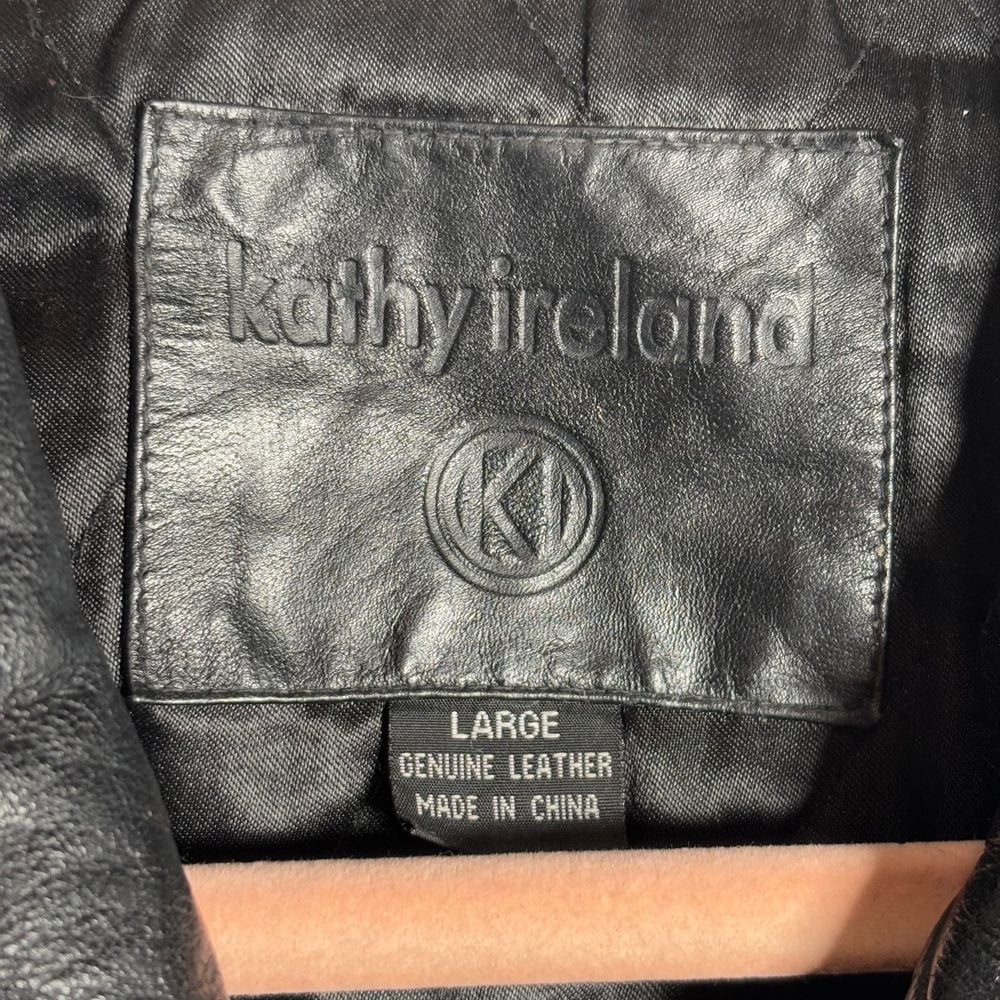 kathy ireland
KI
LARGE
GENUINE LEATHER
MADE IN CHINA